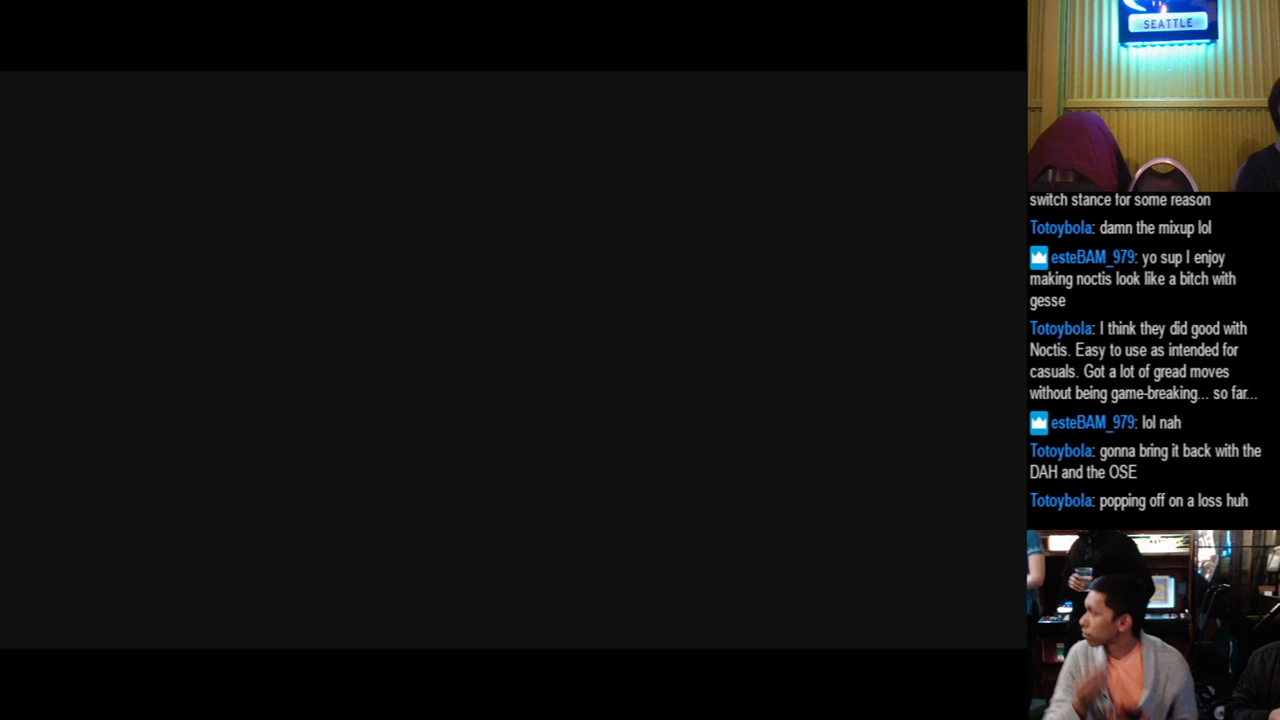 SEATTLE
switch stance for some reason
Totoybola: damn the mixup lol
esteBAM_979: yo sup I enjoy
making noctis look like a bitch with
gesse
Totoybola: I think they did good with
Noctis. Easy to use as intended for
casuals. Got a lot of gread moves
without being game-breaking... so far...
esteBAM_979: lol nah
Totoybola: gonna bring it back with the
DAH and the OSE
Totoybola: popping off on a loss huh